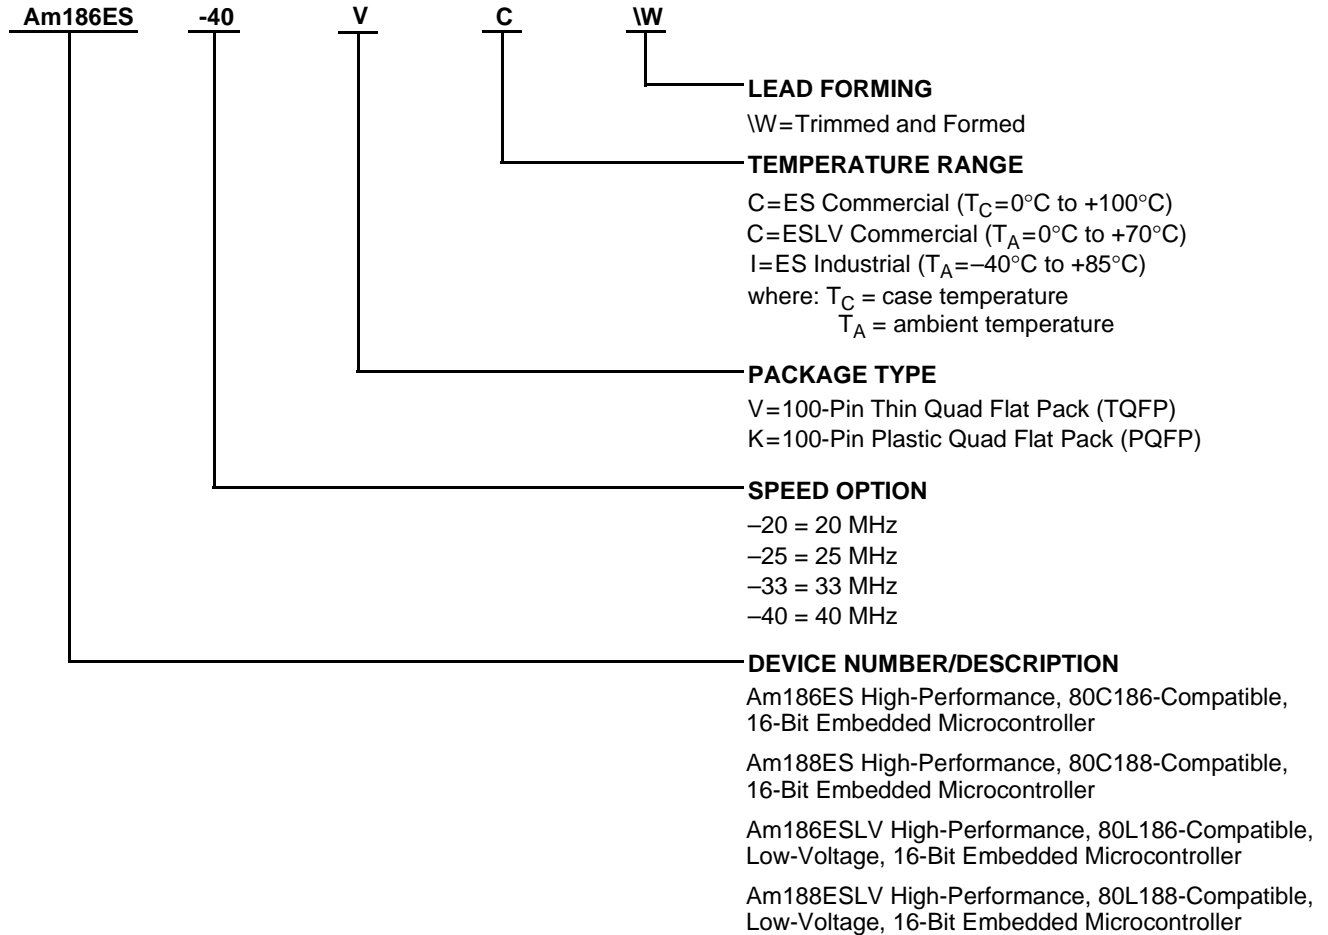 Am186ES -40 V C \W
LEAD FORMING
\W=Trimmed and Formed
TEMPERATURE RANGE
C=ES Commercial (TC=0°C to +100°C)
C=ESLV Commercial (TA=0°C to +70°C)
I=ES Industrial (TA=–40°C to +85°C)
where: TC = case temperature
TA = ambient temperature
PACKAGE TYPE
V=100-Pin Thin Quad Flat Pack (TQFP)
K=100-Pin Plastic Quad Flat Pack (PQFP)
SPEED OPTION
–20 = 20 MHz
–25 = 25 MHz
–33 = 33 MHz
–40 = 40 MHz
DEVICE NUMBER/DESCRIPTION
Am186ES High-Performance, 80C186-Compatible,
16-Bit Embedded Microcontroller
Am188ES High-Performance, 80C188-Compatible,
16-Bit Embedded Microcontroller
Am186ESLV High-Performance, 80L186-Compatible,
Low-Voltage, 16-Bit Embedded Microcontroller
Am188ESLV High-Performance, 80L188-Compatible,
Low-Voltage, 16-Bit Embedded Microcontroller